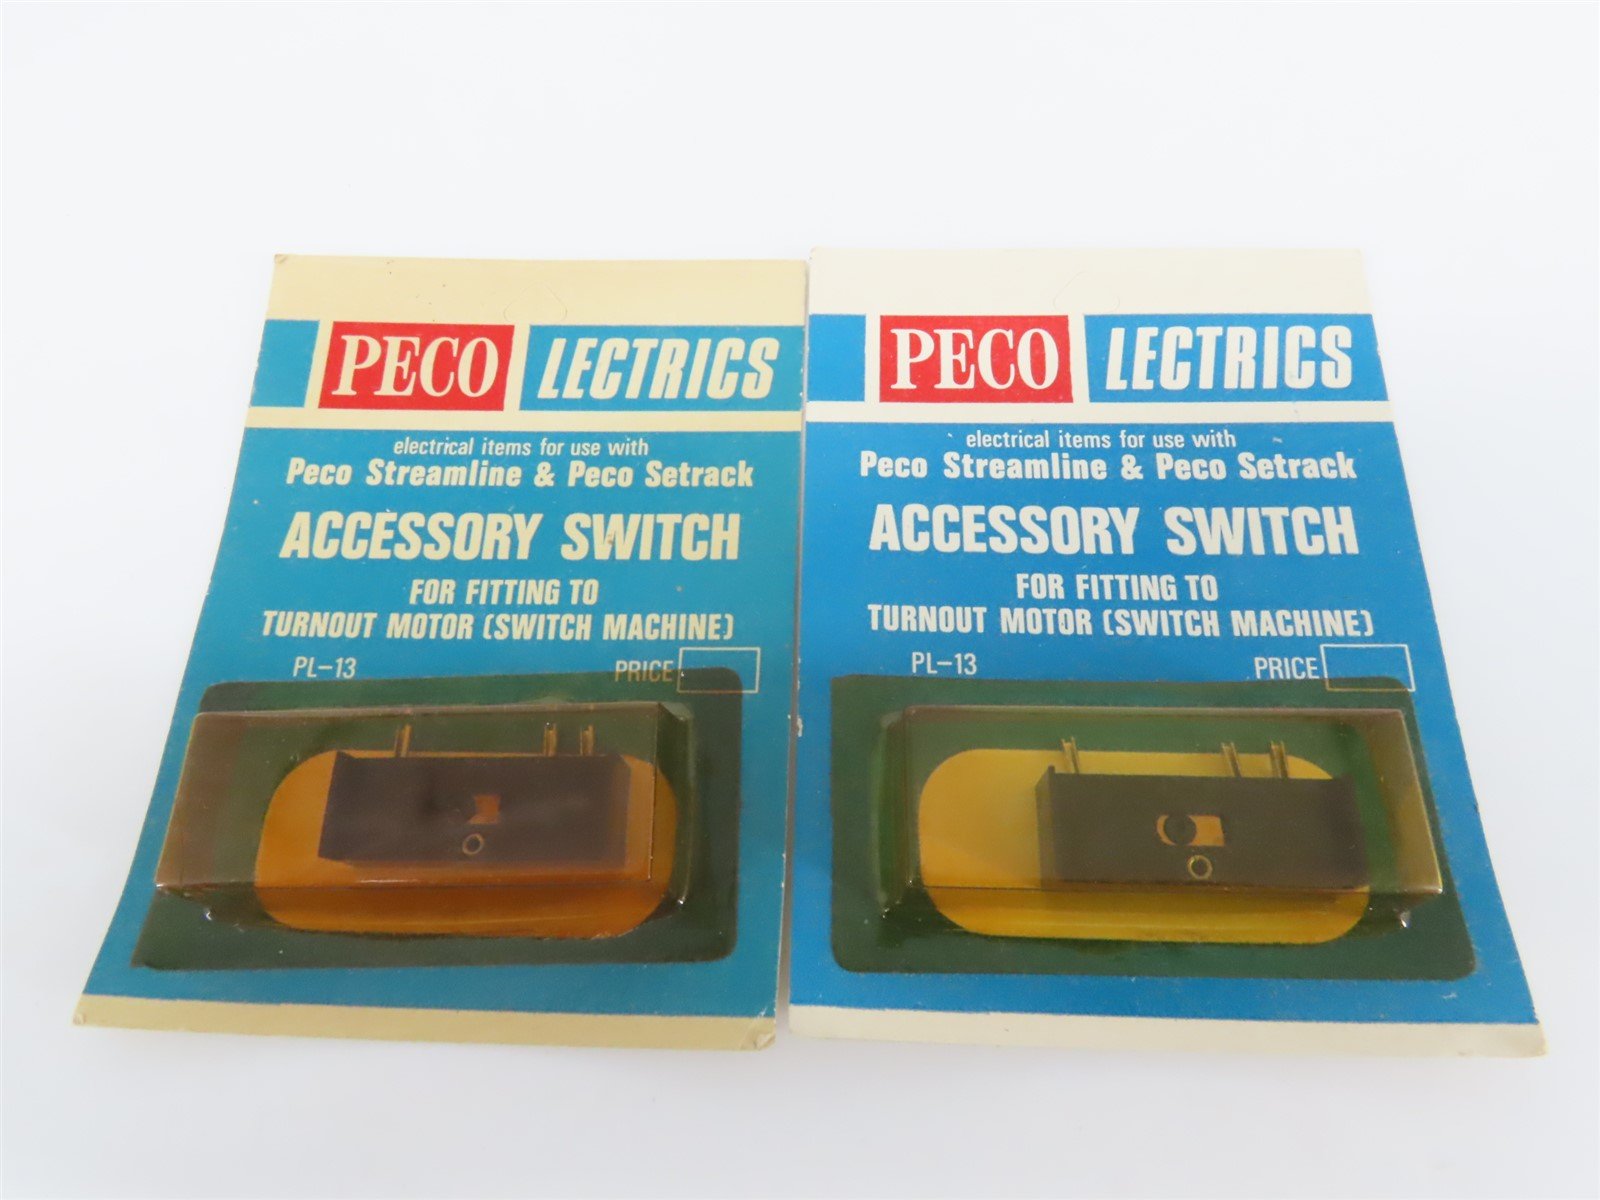 PECO LECTRICS
electrical items for use with
Peco Streamline & Peco Setrack
ACCESSORY SWITCH
FOR FITTING TO
TURNOUT MOTOR (SWITCH MACHINE)
PL-13 PRICE
PECO LECTRICS
electrical items for use with
Peco Streamline & Peco Setrack
ACCESSORY SWITCH
FOR FITTING TO
TURNOUT MOTOR (SWITCH MACHINE)
PL-13 PRICE